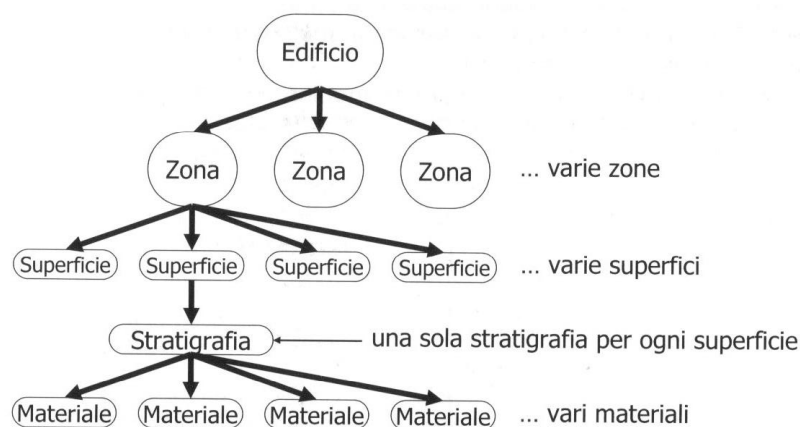 Edificio
Zona Zona Zona ... varie zone
Superficie Superficie Superficie Superficie ... varie superfici
Stratigrafia una sola stratigrafia per ogni superficie
Materiale Materiale Materiale Materiale ... vari materiali